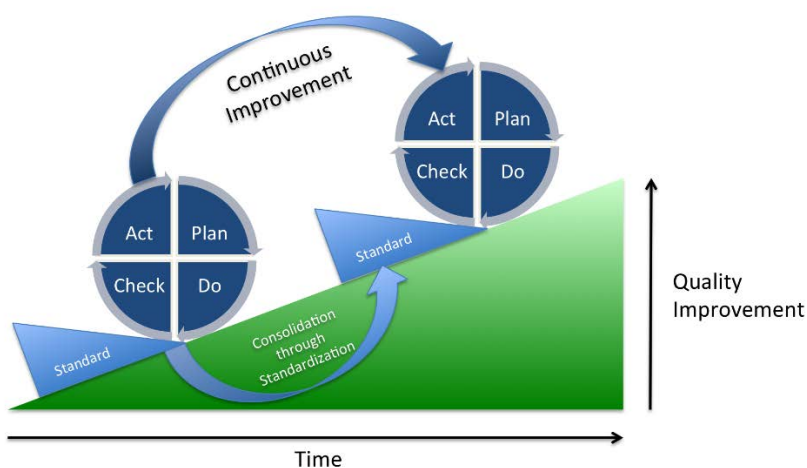 Continuous
Improvement
Act
Plan
Check
Do
Standard
Act
Plan
Check
Do
Standard
Consolidation
through
Standardization
Quality
Improvement
Time